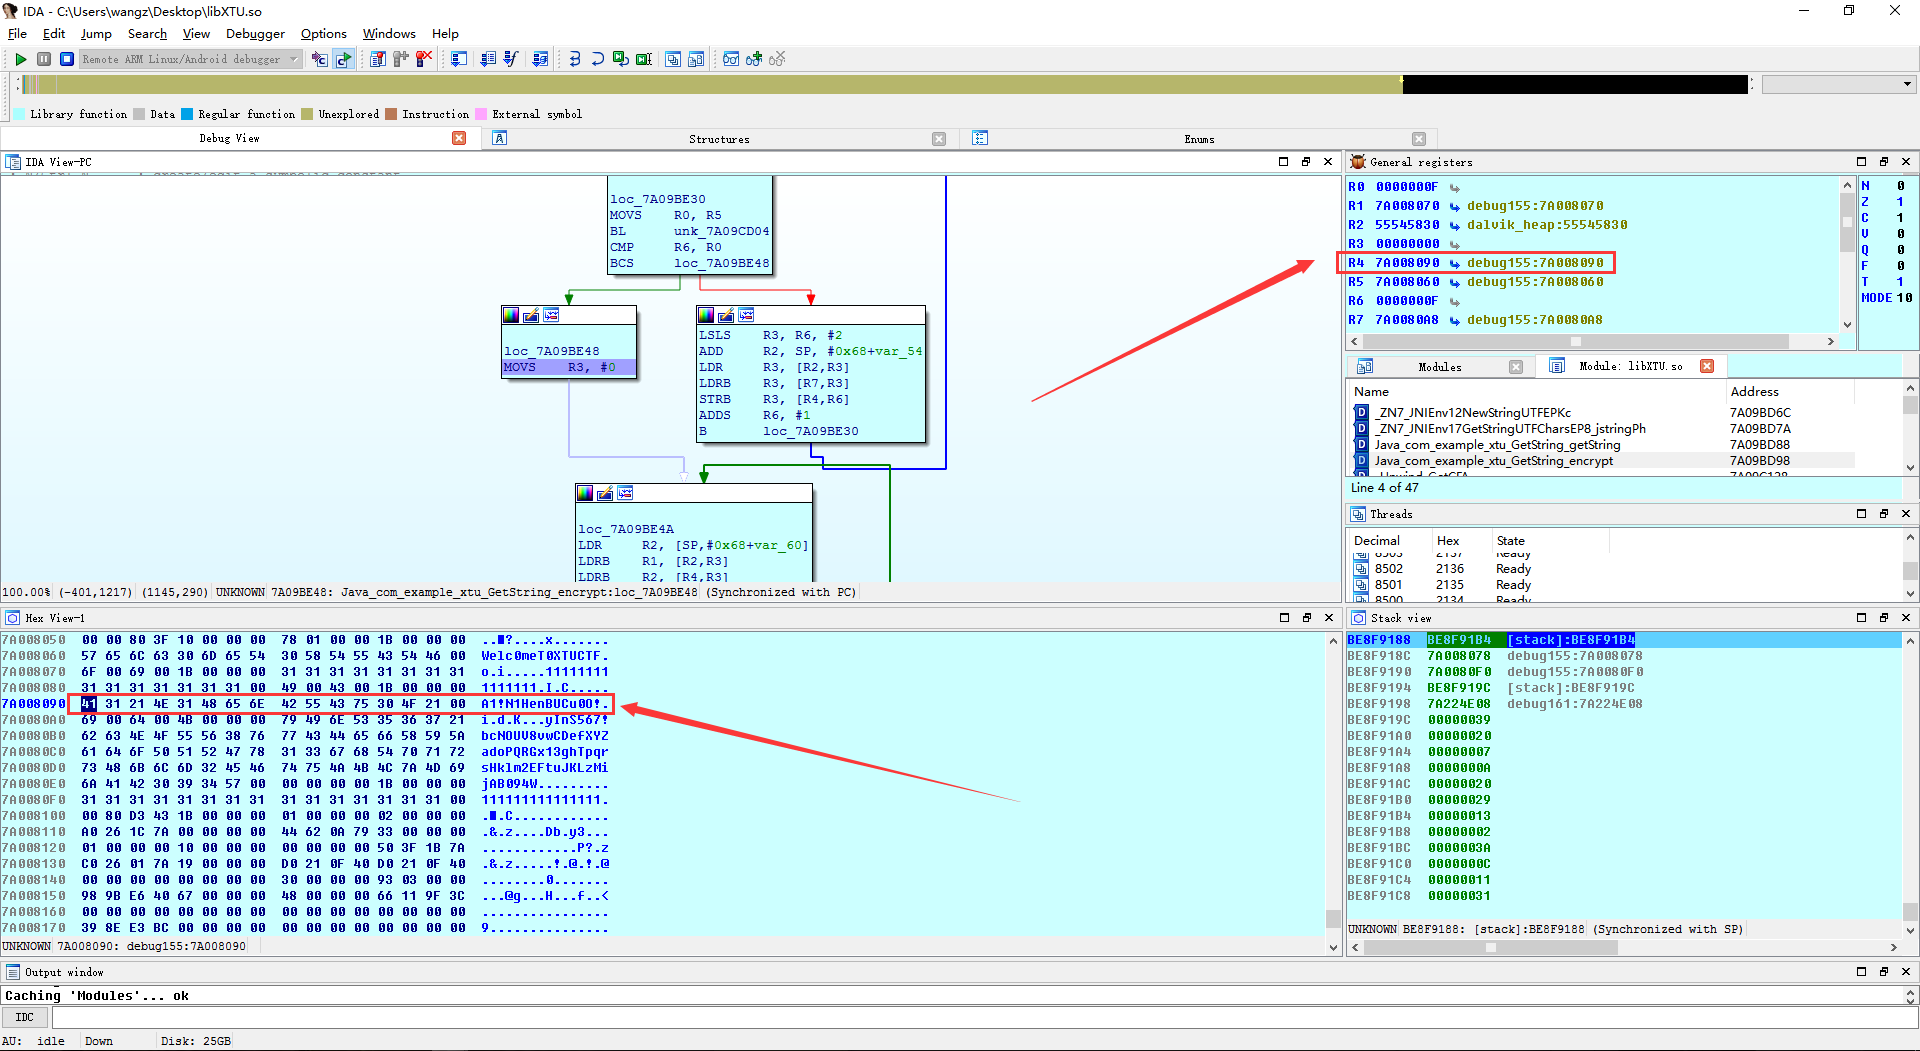 IDA - C:\Users\wangz\Desktop\libXTU.so
File Edit Jump Search View Debugger Options Windows Help
Remote ARM Linux/Android debugger
Library function Data Regular function Unexplored Instruction External symbol
Debug View Structures Enums
IDA View-PC
loc_7A09BE30
MOVS R0, R5
BL unk_7A09CD04
CMP R6, R0
BCS loc_7A09BE48
loc_7A09BE48
MOVS R3, #0
LSLS R3, R6, #2
ADD R2, SP, #0x68+var_54
LDR R3, [R2,R3]
LDRB R3, [R7,R3]
STRB R3, [R4,R6]
ADDS R6, #1
B loc_7A09BE30
loc_7A09BE4A
LDR R2, [SP,#0x68+var_60]
LDRB R1, [R2,R3]
LDRB R2, [R4,R3]
100.00% (-401,1217) (1145,290) UNKNOWN 7A09BE48: Java_com_example_xtu_GetString_encrypt:loc_7A09BE48 (Synchronized with PC)
General registers
R0 0000000F
R1 7A008070 debug155:7A008070
R2 55545830 dalvik_heap:55545830
R3 00000000
R4 7A008090 debug155:7A008090
R5 7A008060 debug155:7A008060
R6 0000000F
R7 7A0080A8 debug155:7A0080A8
N 0
Z 1
C 1
V 0
Q 0
F 0
T 1
MODE 10
Modules Module: libXTU.so
Name Address
_ZN7_JNIEnv12NewStringUTFEPKc 7A09BD6C
_ZN7_JNIEnv17GetStringUTFCharsEP8_jstringPh 7A09BD7A
Java_com_example_xtu_GetString_getString 7A09BD88
Java_com_example_xtu_GetString_encrypt 7A09BD98
Line 4 of 47
Threads
Decimal Hex State
8503 2137 Ready
8502 2136 Ready
8501 2135 Ready
8500 2134 Ready
Hex View-1
7A008050 00 00 80 3F 10 00 00 00 78 01 00 00 1B 00 00 00 ...?....x.......
7A008060 57 65 6C 63 30 6D 65 54 30 58 54 55 43 54 46 00 Welc0meT0XTUCTF.
7A008070 6F 00 69 00 1B 00 00 00 31 31 31 31 31 31 31 31 o.i.....11111111
7A008080 31 31 31 31 31 31 31 00 49 00 43 00 1B 00 00 00 1111111.I.C.....
7A008090 41 31 21 4E 31 48 65 6E 42 55 43 75 30 4F 21 00 A1!N1HenBUCu0O!.
7A0080A0 69 00 64 00 4B 00 00 00 79 49 6E 53 35 36 37 21 i.d.K...yInS567!
7A0080B0 62 63 4E 4F 55 56 38 76 77 43 44 65 66 58 59 5A bcNOUV8vwCDefXYZ
7A0080C0 61 64 6F 50 51 52 47 78 31 33 67 68 54 70 71 72 adoPQRGx13ghTpqr
7A0080D0 73 48 6B 6C 6D 32 45 46 74 75 4A 4B 4C 7A 4D 69 sHklm2EFtuJKLzMi
7A0080E0 6A 41 42 30 39 34 57 00 00 00 00 00 1B 00 00 00 jAB094W.........
7A0080F0 31 31 31 31 31 31 31 31 31 31 31 31 31 31 31 00 111111111111111.
7A008100 00 80 D3 43 1B 00 00 00 01 00 00 00 02 00 00 00
7A008110 A0 26 1C 7A 00 00 00 00 44 62 0A 79 33 00 00 00 .&.z....Db.y3...
7A008120 01 00 00 00 10 00 00 00 00 00 00 00 50 3F 1B 7A ............P?.z
7A008130 C0 26 01 7A 19 00 00 00 D0 21 0F 40 D0 21 0F 40 .&.z.....!.@.!.@
7A008140 00 00 00 00 00 00 00 00 30 00 00 00 93 03 00 00 ........0.......
7A008150 98 9B E6 40 67 00 00 00 48 00 00 00 66 11 9F 3C ...@g...H...f..<
7A008160 00 00 00 00 00 00 00 00 00 00 00 00 00 00 00 00 ................
7A008170 39 8E E3 BC 00 00 00 00 00 00 00 00 00 00 00 00 9...............
UNKNOWN 7A008090: debug155:7A008090
Stack view
BE8F9188 BE8F91B4 [stack]:BE8F91B4
BE8F918C 7A008078 debug155:7A008078
BE8F9190 7A0080F0 debug155:7A0080F0
BE8F9194 BE8F919C [stack]:BE8F919C
BE8F9198 7A224E08 debug161:7A224E08
BE8F919C 00000039
BE8F91A0 00000020
BE8F91A4 00000007
BE8F91A8 0000000A
BE8F91AC 00000020
BE8F91B0 00000029
BE8F91B4 00000013
BE8F91B8 00000002
BE8F91BC 0000003A
BE8F91C0 0000000C
BE8F91C4 00000011
BE8F91C8 00000031
UNKNOWN BE8F9188: [stack]:BE8F9188 (Synchronized with SP)
Output window
Caching 'Modules'... ok
IDC
AU: idle Down Disk: 25GB